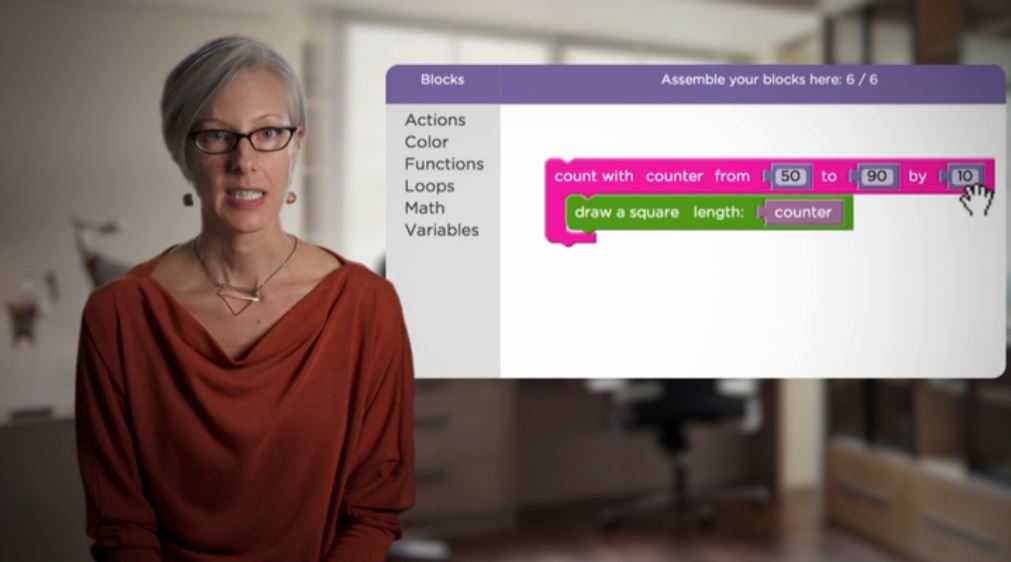 Blocks
Assemble your blocks here: 6 / 6
Actions
Color
Functions
Loops
Math
Variables
count with counter from 50 to 90 by 10
draw a square length: counter